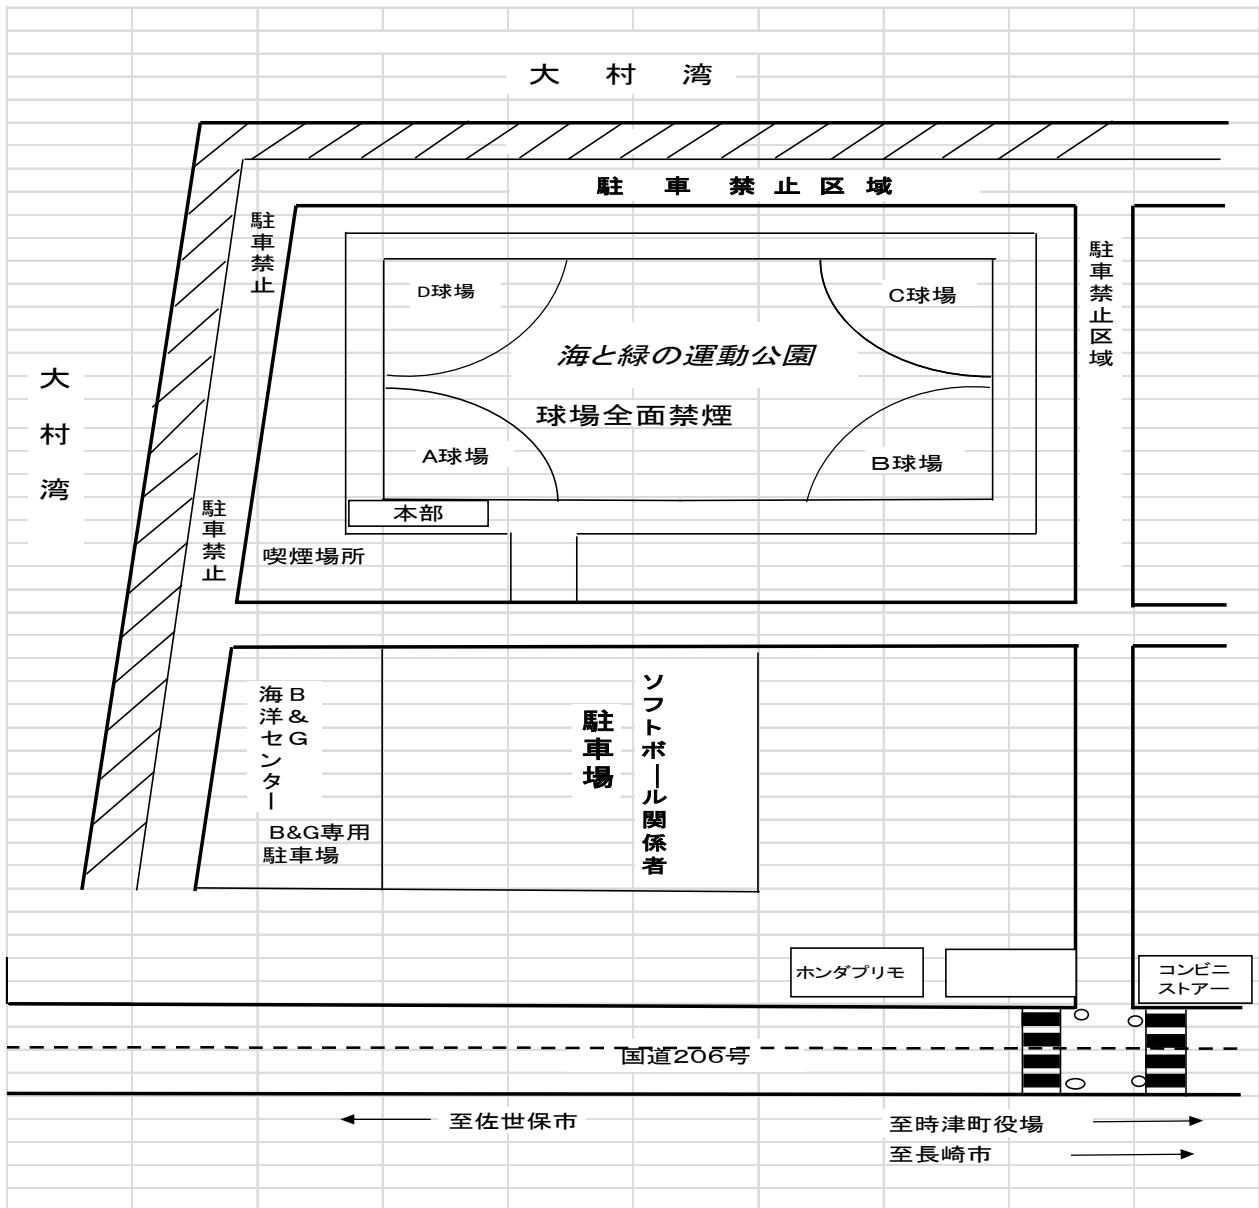 大村湾
駐車禁止区域
駐車禁止
駐車禁止区域
D球場
C球場
海と緑の運動公園
大村湾
球場全面禁煙
A球場
B球場
本部
駐車禁止
喫煙場所
B&G
海洋センター
ソフトボール関係者
駐車場
B&G専用
駐車場
ホンダプリモ
コンビニ
ストアー
国道206号
至佐世保市
至時津町役場
至長崎市